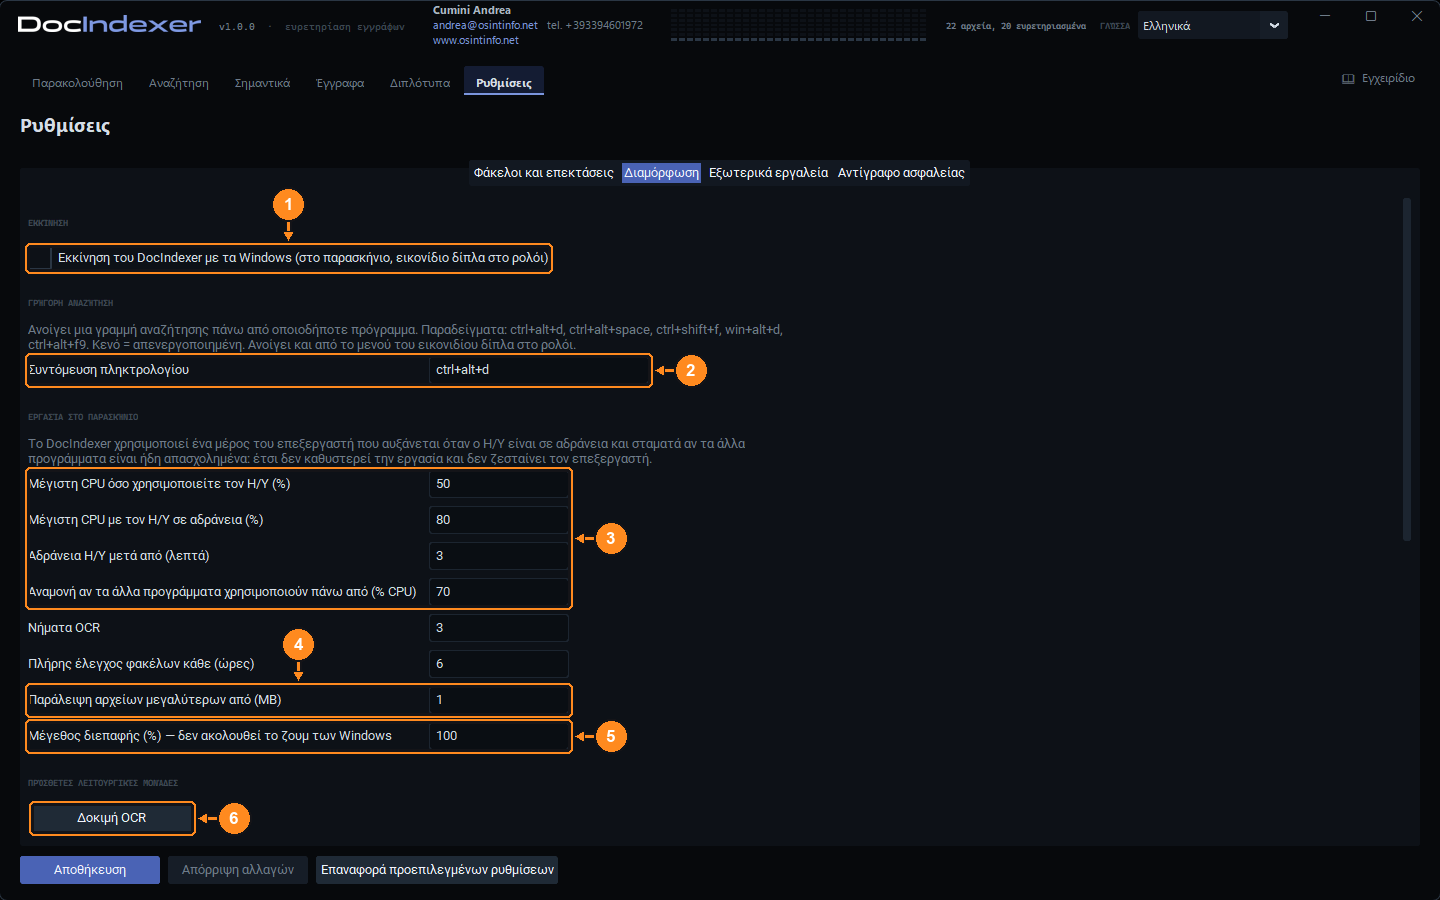 DocIndexer v1.0.0 · ευρετηρίαση εγγράφων
Cumini Andrea
andrea@osintinfo.net tel. +393394601972
www.osintinfo.net
22 αρχεία, 20 ευρετηριασμένα ΓΛΏΣΣΑ Ελληνικά
Παρακολούθηση Αναζήτηση Σημαντικά Έγγραφα Διπλότυπα Ρυθμίσεις Εγχειρίδιο
Ρυθμίσεις
Φάκελοι και επεκτάσεις Διαμόρφωση Εξωτερικά εργαλεία Αντίγραφο ασφαλείας
1
ΕΚΚΊΝΗΣΗ
Εκκίνηση του DocIndexer με τα Windows (στο παρασκήνιο, εικονίδιο δίπλα στο ρολόι)
ΓΡΉΓΟΡΗ ΑΝΑΖΉΤΗΣΗ
Ανοίγει μια γραμμή αναζήτησης πάνω από οποιοδήποτε πρόγραμμα. Παραδείγματα: ctrl+alt+d, ctrl+alt+space, ctrl+shift+f, win+alt+d,
ctrl+alt+f9. Κενό = απενεργοποιημένη. Ανοίγει και από το μενού του εικονιδίου δίπλα στο ρολόι.
Συντόμευση πληκτρολογίου ctrl+alt+d 2
ΕΡΓΑΣΊΑ ΣΤΟ ΠΑΡΑΣΚΉΝΙΟ
Το DocIndexer χρησιμοποιεί ένα μέρος του επεξεργαστή που αυξάνεται όταν ο Η/Υ είναι σε αδράνεια και σταματά αν τα άλλα
προγράμματα είναι ήδη απασχολημένα: έτσι δεν καθυστερεί την εργασία και δεν ζεσταίνει τον επεξεργαστή.
Μέγιστη CPU όσο χρησιμοποιείτε τον Η/Υ (%) 50
Μέγιστη CPU με τον Η/Υ σε αδράνεια (%) 80
3
Αδράνεια Η/Υ μετά από (λεπτά) 3
Αναμονή αν τα άλλα προγράμματα χρησιμοποιούν πάνω από (% CPU) 70
Νήματα OCR 3
4
Πλήρης έλεγχος φακέλων κάθε (ώρες) 6
Παράλειψη αρχείων μεγαλύτερων από (MB) 1
Μέγεθος διεπαφής (%) — δεν ακολουθεί το ζουμ των Windows 100 5
ΠΡΌΣΘΕΤΕΣ ΛΕΙΤΟΥΡΓΙΚΈΣ ΜΟΝΆΔΕΣ
Δοκιμή OCR 6
Αποθήκευση Απόρριψη αλλαγών Επαναφορά προεπιλεγμένων ρυθμίσεων